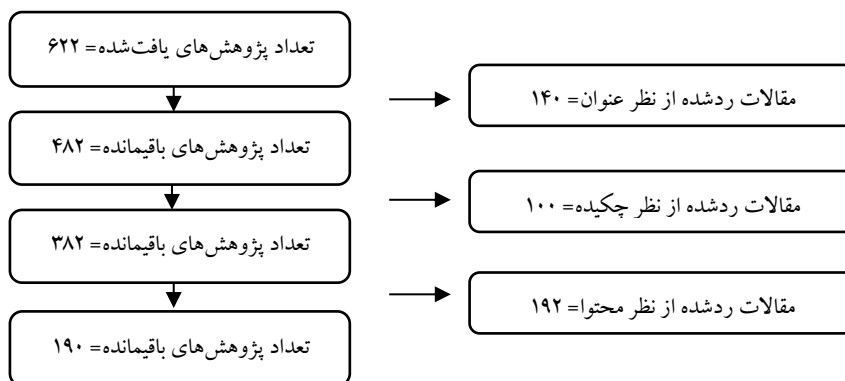 تعداد پژوهش‌های یافت‌شده= ۶۲۲
مقالات ردشده از نظر عنوان= ۱۴۰
تعداد پژوهش‌های باقیمانده= ۴۸۲
مقالات ردشده از نظر چکیده= ۱۰۰
تعداد پژوهش‌های باقیمانده= ۳۸۲
مقالات ردشده از نظر محتوا= ۱۹۲
تعداد پژوهش‌های باقیمانده= ۱۹۰